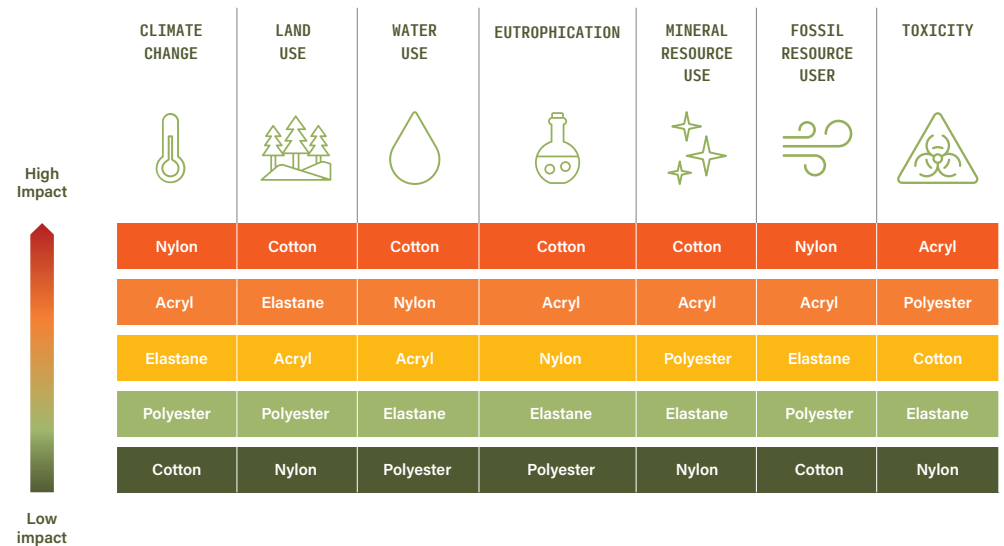 CLIMATE
CHANGE
LAND
USE
WATER
USE
EUTROPHICATION
MINERAL
RESOURCE
USE
FOSSIL
RESOURCE
USER
TOXICITY
High
Impact
Nylon Cotton Cotton Cotton Cotton Nylon Acryl
Acryl Elastane Nylon Acryl Acryl Acryl Polyester
Elastane Acryl Acryl Nylon Polyester Elastane Cotton
Polyester Polyester Elastane Elastane Elastane Polyester Elastane
Cotton Nylon Polyester Polyester Nylon Cotton Nylon
Low
impact